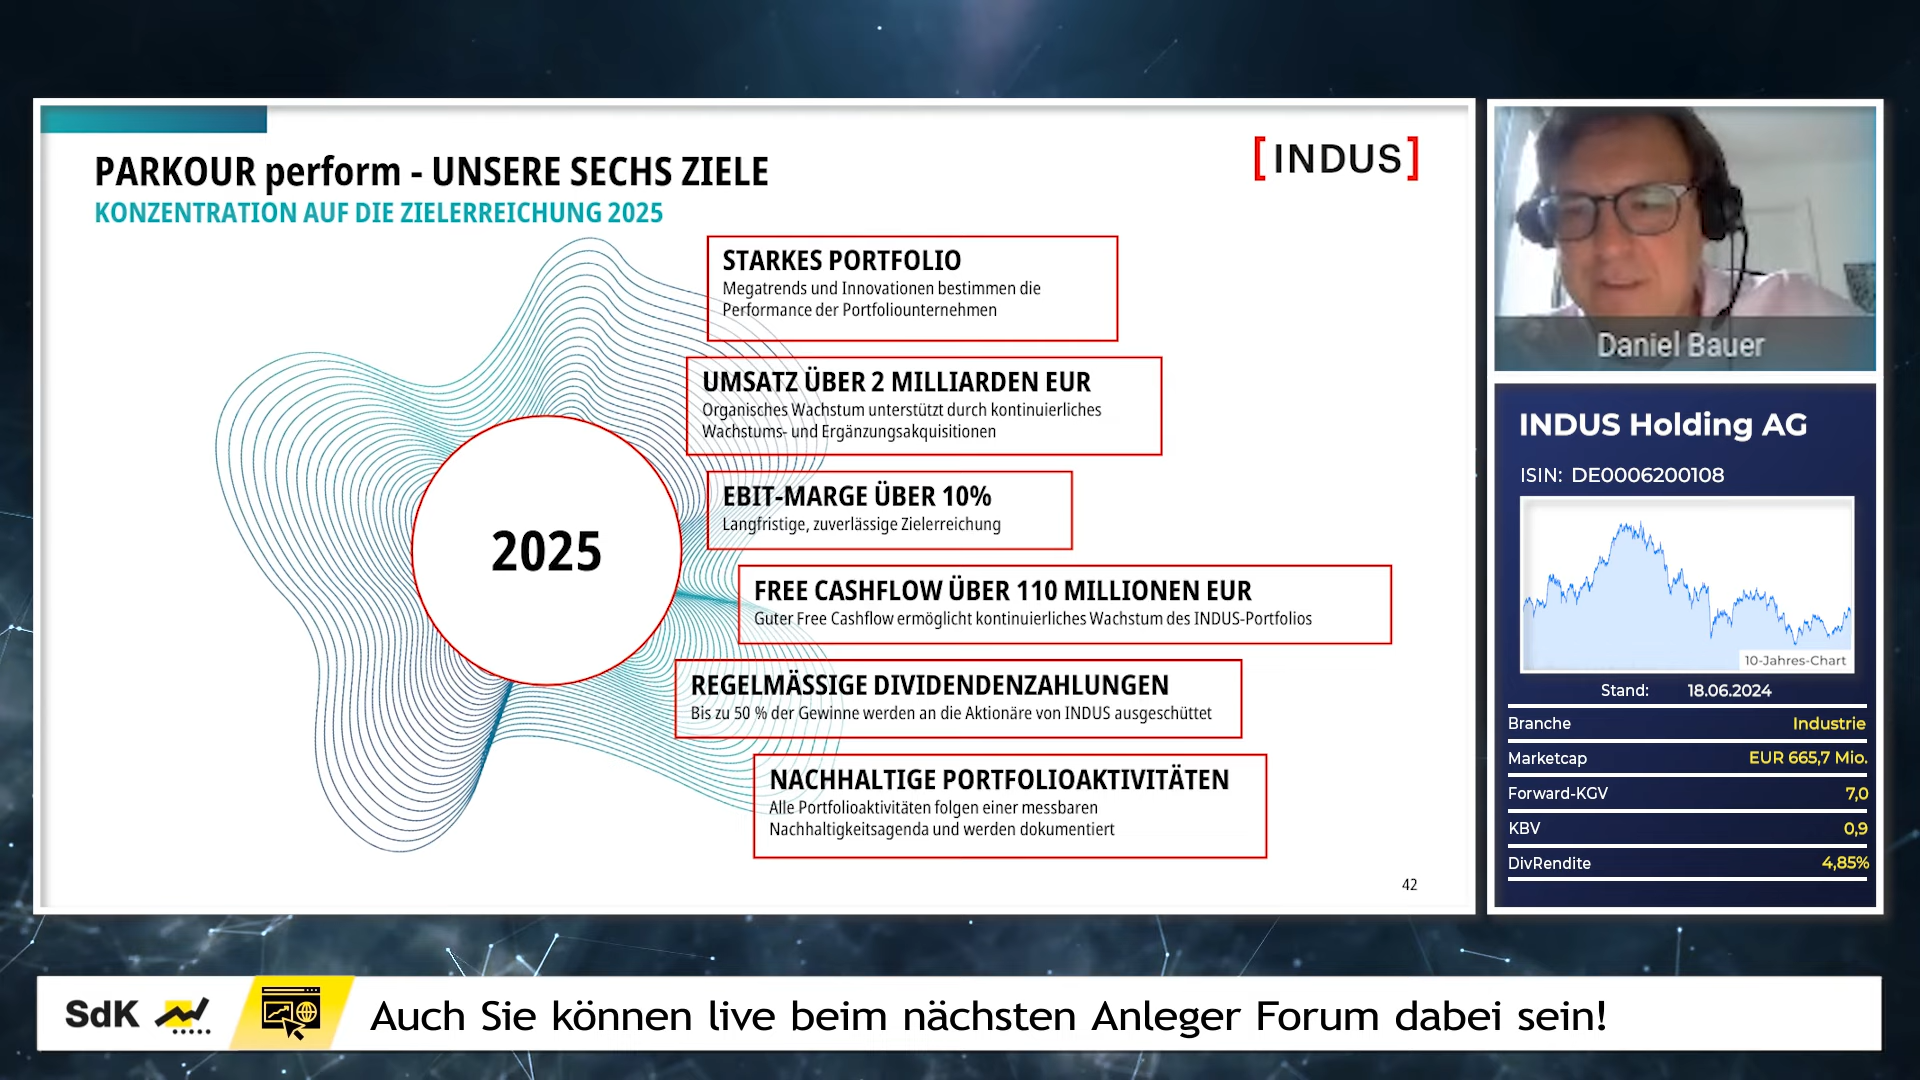 PARKOUR perform - UNSERE SECHS ZIELE
KONZENTRATION AUF DIE ZIELERREICHUNG 2025
[INDUS]
STARKES PORTFOLIO
Megatrends und Innovationen bestimmen die
Performance der Portfoliounternehmen
UMSATZ ÜBER 2 MILLIARDEN EUR
Organisches Wachstum unterstützt durch kontinuierliches
Wachstums- und Ergänzungsakquisitionen
EBIT-MARGE ÜBER 10%
Langfristige, zuverlässige Zielerreichung
2025
FREE CASHFLOW ÜBER 110 MILLIONEN EUR
Guter Free Cashflow ermöglicht kontinuierliches Wachstum des INDUS-Portfolios
REGELMÄSSIGE DIVIDENDENZAHLUNGEN
Bis zu 50 % der Gewinne werden an die Aktionäre von INDUS ausgeschüttet
NACHHALTIGE PORTFOLIOAKTIVITÄTEN
Alle Portfolioaktivitäten folgen einer messbaren
Nachhaltigkeitsagenda und werden dokumentiert
42
Daniel Bauer
INDUS Holding AG
ISIN: DE0006200108
10-Jahres-Chart
Stand: 18.06.2024
Branche Industrie
Marketcap EUR 665,7 Mio.
Forward-KGV 7,0
KBV 0,9
DivRendite 4,85%
SdK
Auch Sie können live beim nächsten Anleger Forum dabei sein!